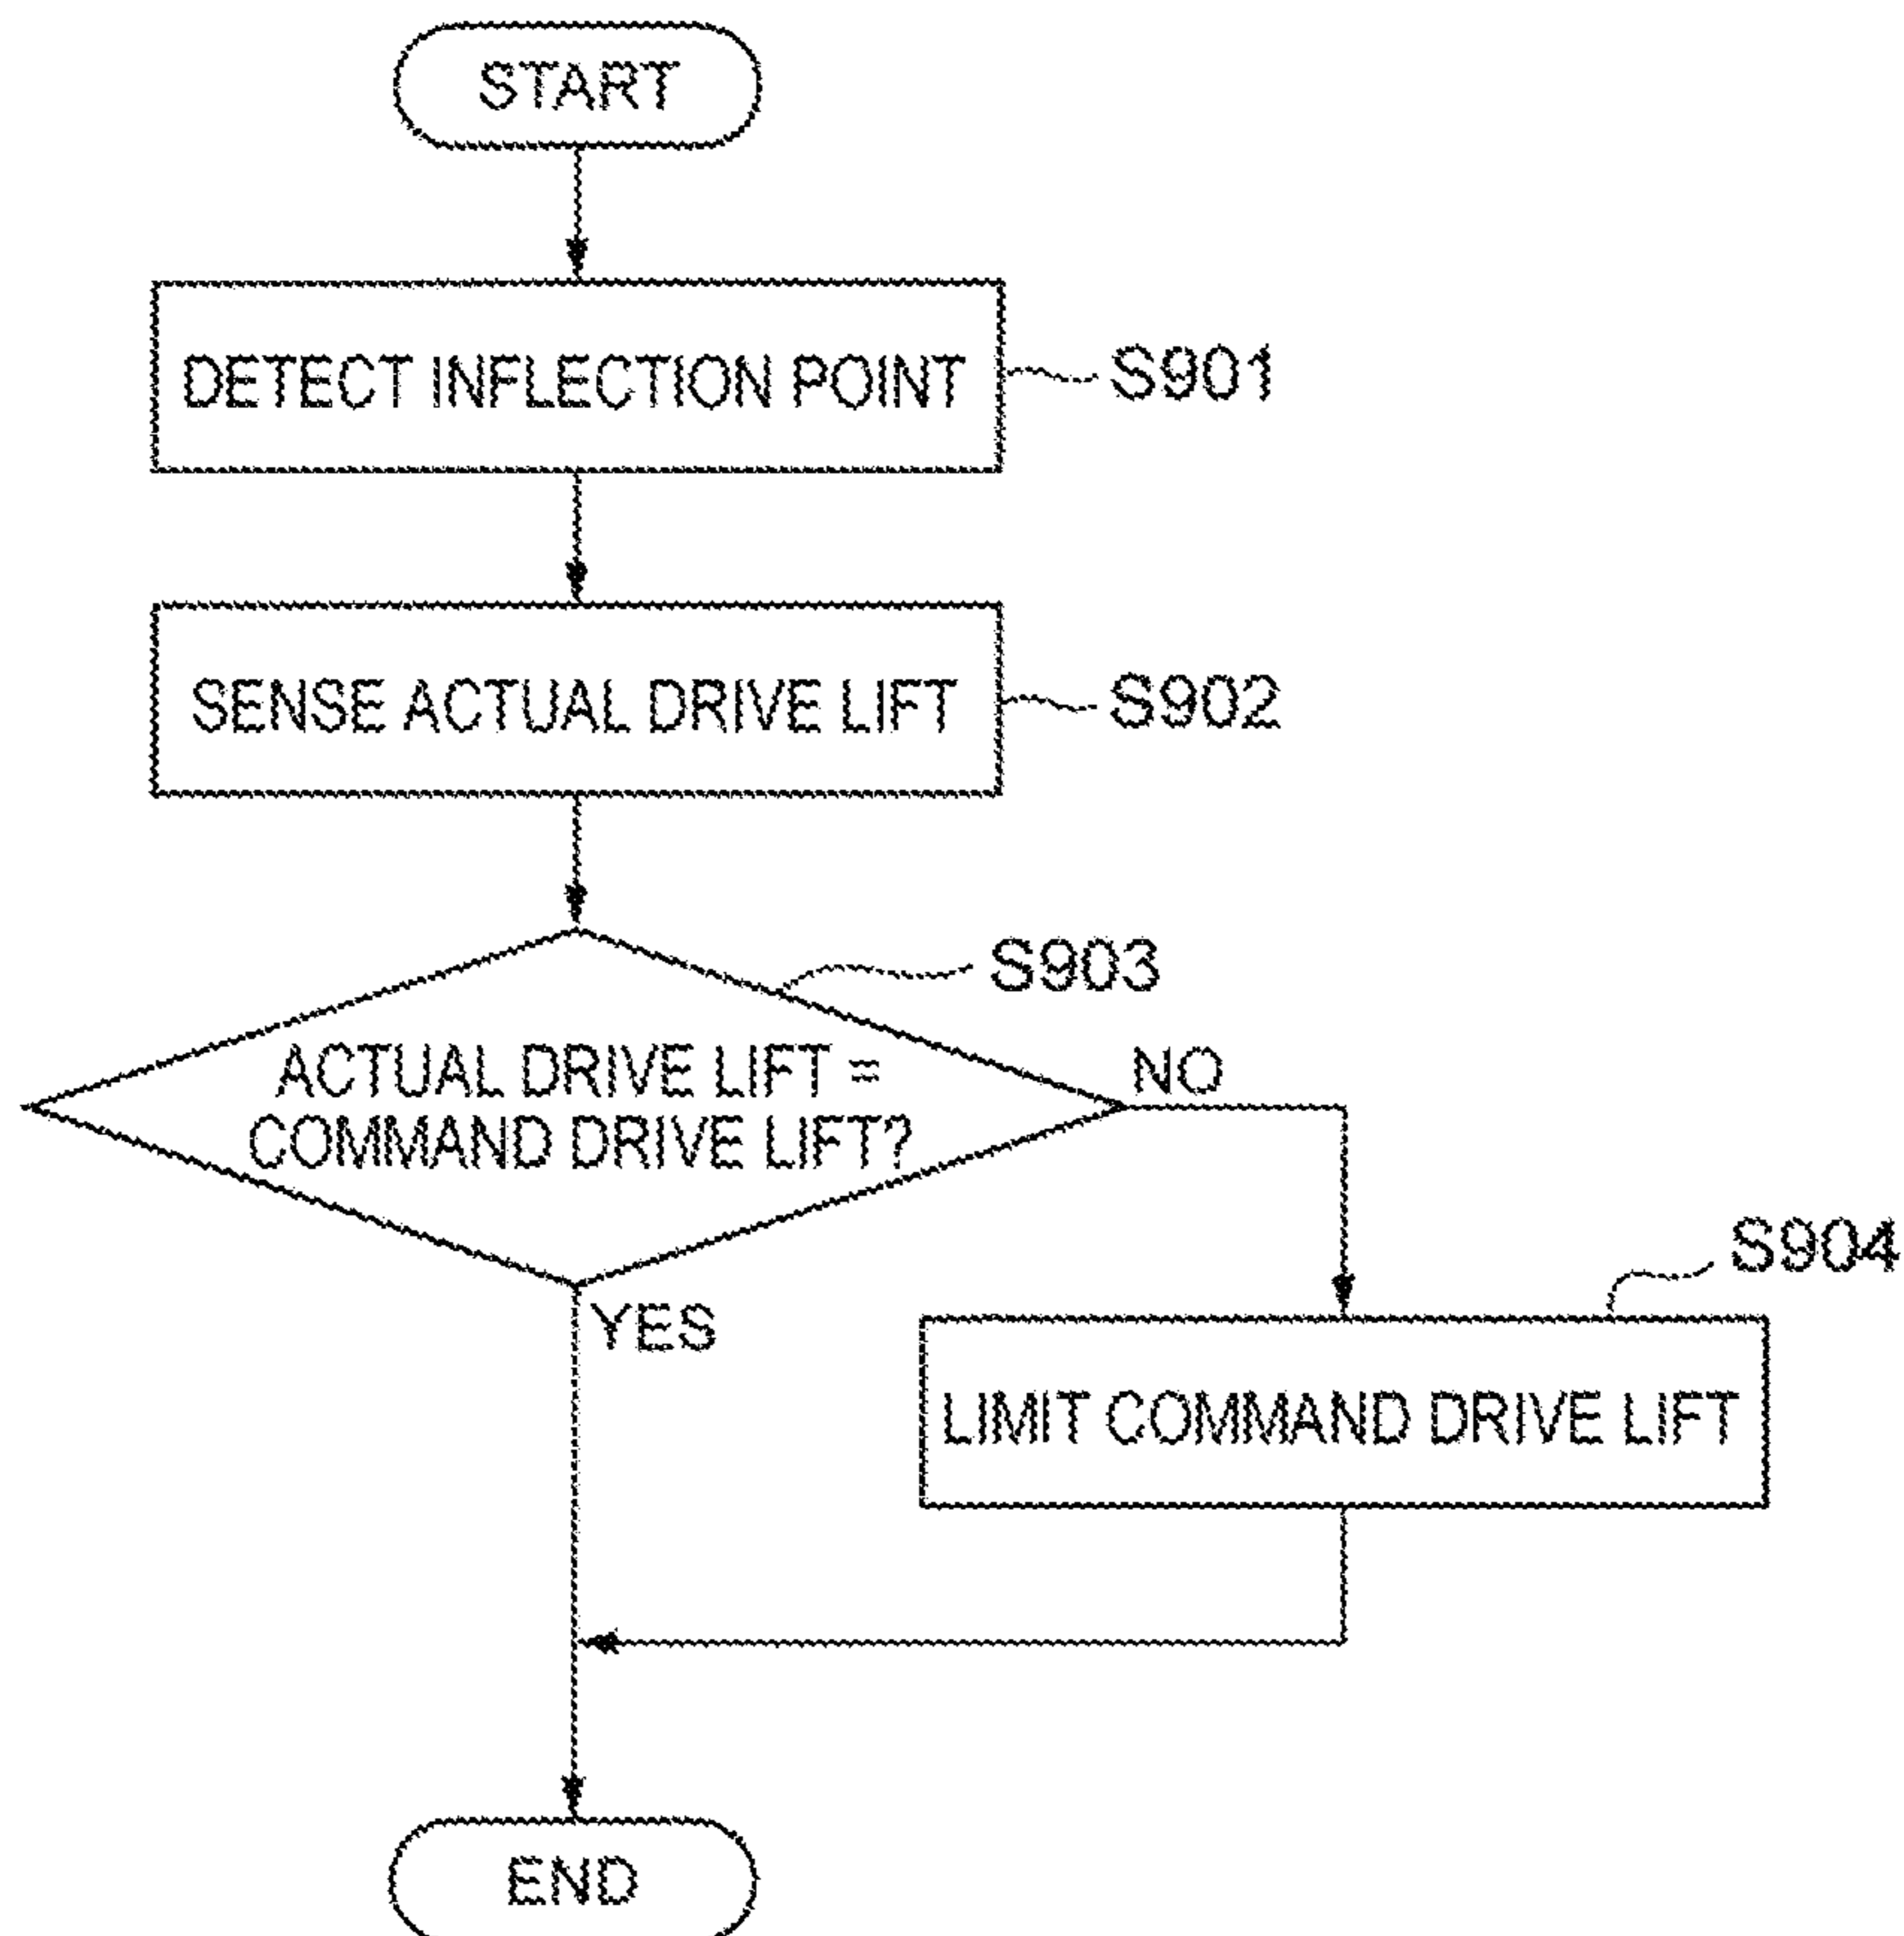 START
DETECT INFLECTION POINT
S901
SENSE ACTUAL DRIVE LIFT
S902
S903
ACTUAL DRIVE LIFT =
COMMAND DRIVE LIFT?
NO
YES
S904
LIMIT COMMAND DRIVE LIFT
END